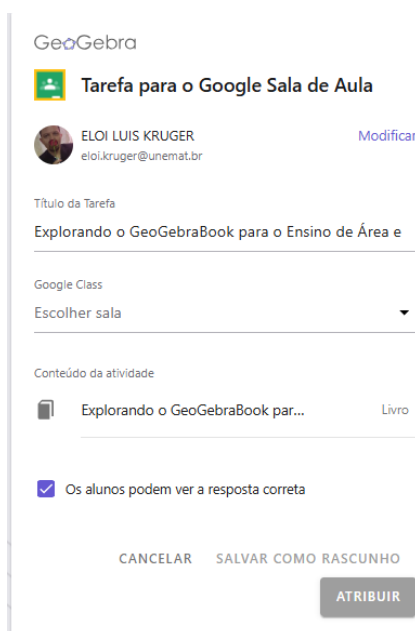 GeoGebra
Tarefa para o Google Sala de Aula
ELOI LUIS KRUGER
Modificar
eloi.kruger@unemat.br
Título da Tarefa
Explorando o GeoGebraBook para o Ensino de Área e
Google Class
Escolher sala
Conteúdo da atividade
Explorando o GeoGebraBook par... Livro
Os alunos podem ver a resposta correta
CANCELAR SALVAR COMO RASCUNHO
ATRIBUIR